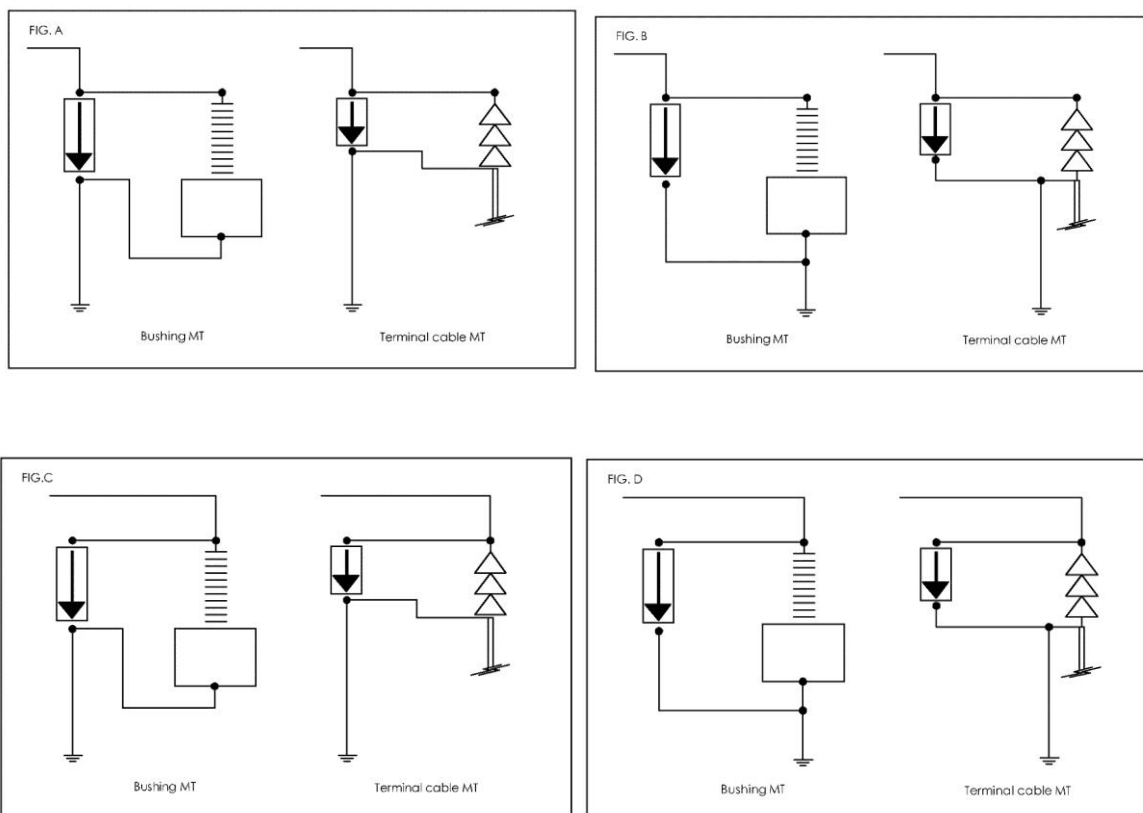 FIG. A
Bushing MT
Terminal cable MT
FIG. B
Bushing MT
Terminal cable MT
FIG.C
Bushing MT
Terminal cable MT
FIG. D
Bushing MT
Terminal cable MT